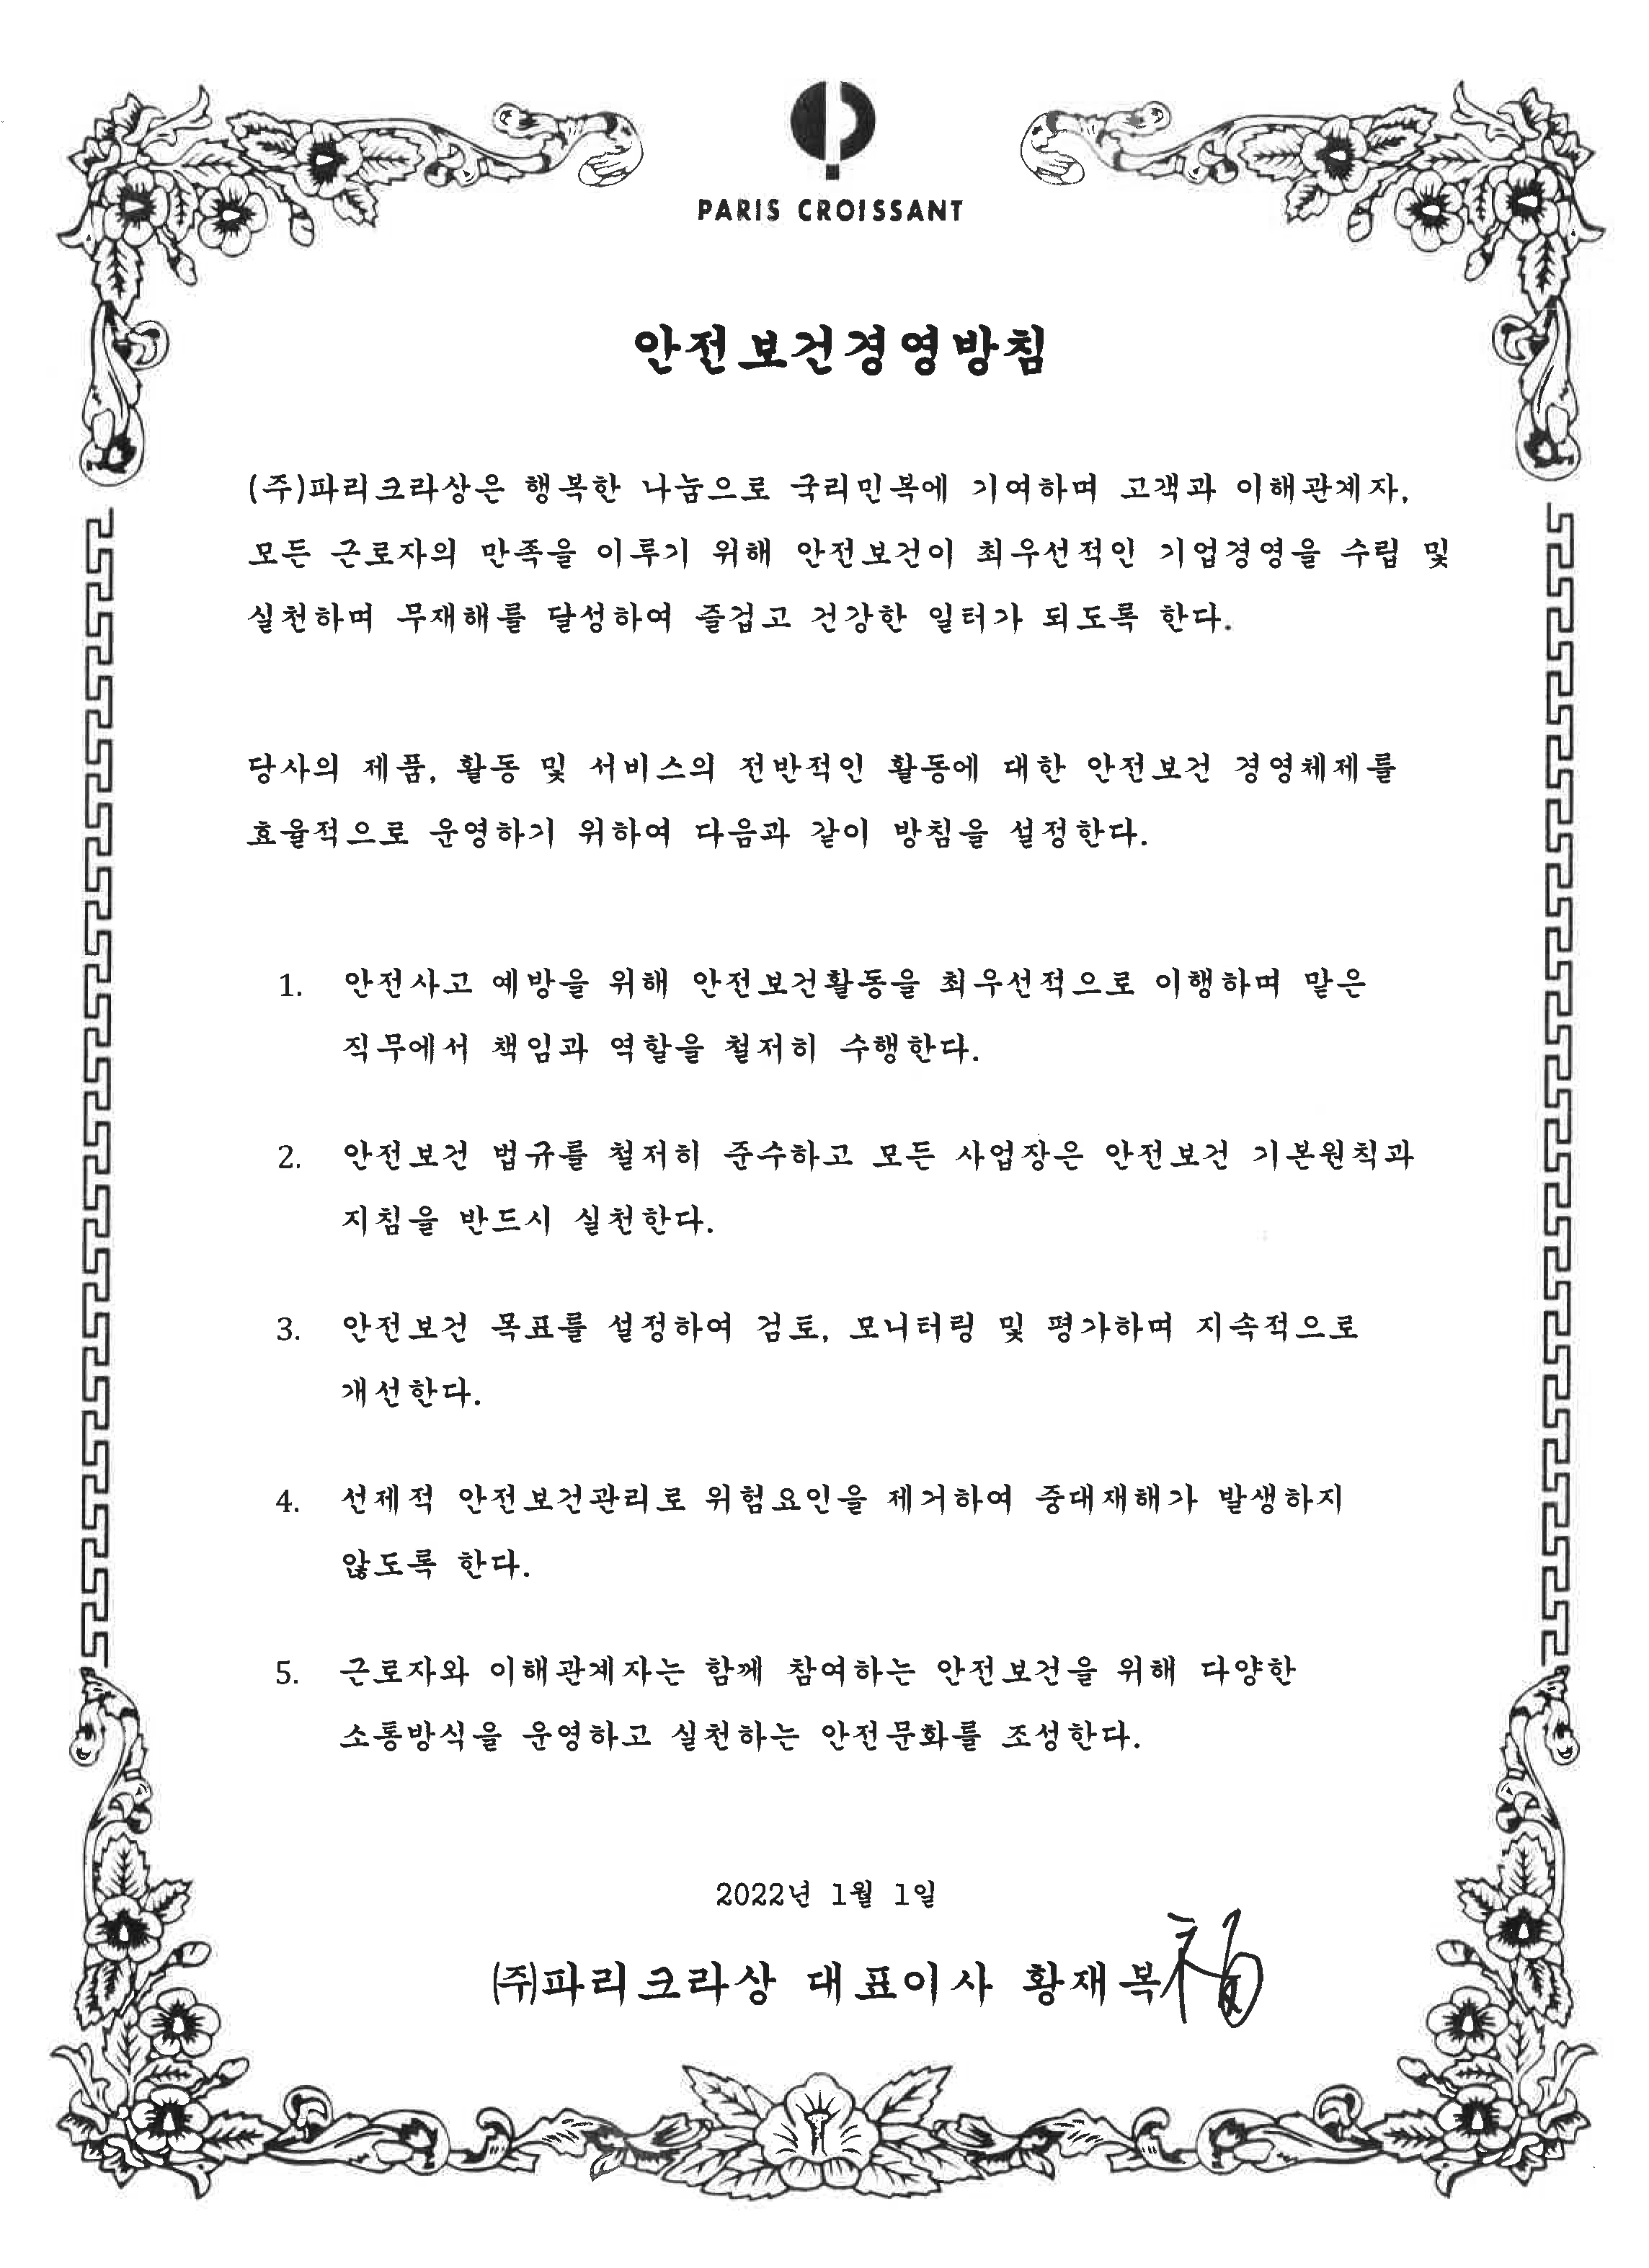 PARIS CROISSANT
안전보건경영방침
(주)파리크라상은 행복한 나눔으로 국리민복에 기여하며 고객과 이해관계자,
모든 근로자의 만족을 이루기 위해 안전보건이 최우선적인 기업경영을 수립 및
실천하며 무재해를 달성하여 즐겁고 건강한 일터가 되도록 한다.
당사의 제품, 활동 및 서비스의 전반적인 활동에 대한 안전보건 경영체제를
효율적으로 운영하기 위하여 다음과 같이 방침을 설정한다.
1. 안전사고 예방을 위해 안전보건활동을 최우선적으로 이행하며 맡은
직무에서 책임과 역할을 철저히 수행한다.
2. 안전보건 법규를 철저히 준수하고 모든 사업장은 안전보건 기본원칙과
지침을 반드시 실천한다.
3. 안전보건 목표를 설정하여 검토, 모니터링 및 평가하며 지속적으로
개선한다.
4. 선제적 안전보건관리로 위험요인을 제거하여 중대재해가 발생하지
않도록 한다.
5. 근로자와 이해관계자는 함께 참여하는 안전보건을 위해 다양한
소통방식을 운영하고 실천하는 안전문화를 조성한다.
2022년 1월 1일
㈜파리크라상 대표이사 황재복 福